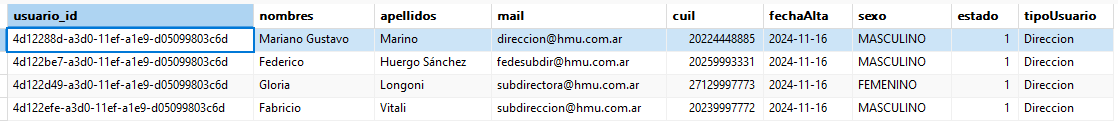 usuario_id nombres apellidos mail cuil fechaAlta sexo estado tipoUsuario
4d12288d-a3d0-11ef-a1e9-d05099803c6d Mariano Gustavo Marino direccion@hmu.com.ar 20224448885 2024-11-16 MASCULINO 1 Direccion
4d122be7-a3d0-11ef-a1e9-d05099803c6d Federico Huergo Sánchez fedesubdir@hmu.com.ar 20259993331 2024-11-16 MASCULINO 1 Direccion
4d122d49-a3d0-11ef-a1e9-d05099803c6d Gloria Longoni subdirectora@hmu.com.ar 27129997773 2024-11-16 FEMENINO 1 Direccion
4d122efe-a3d0-11ef-a1e9-d05099803c6d Fabricio Vitali subdireccion@hmu.com.ar 20239997772 2024-11-16 MASCULINO 1 Direccion